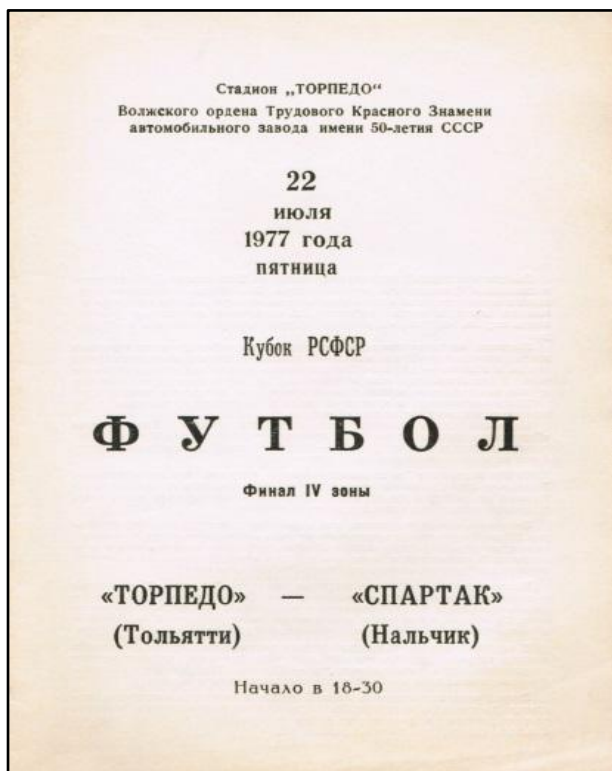 Стадион „ТОРПЕДО“
Волжского ордена Трудового Красного Знамени
автомобильного завода имени 50-летия СССР
22
июля
1977 года
пятница
Кубок РСФСР
ФУТБОЛ
Финал IV зоны
«ТОРПЕДО» — «СПАРТАК»
(Тольятти) (Нальчик)
Начало в 18-30